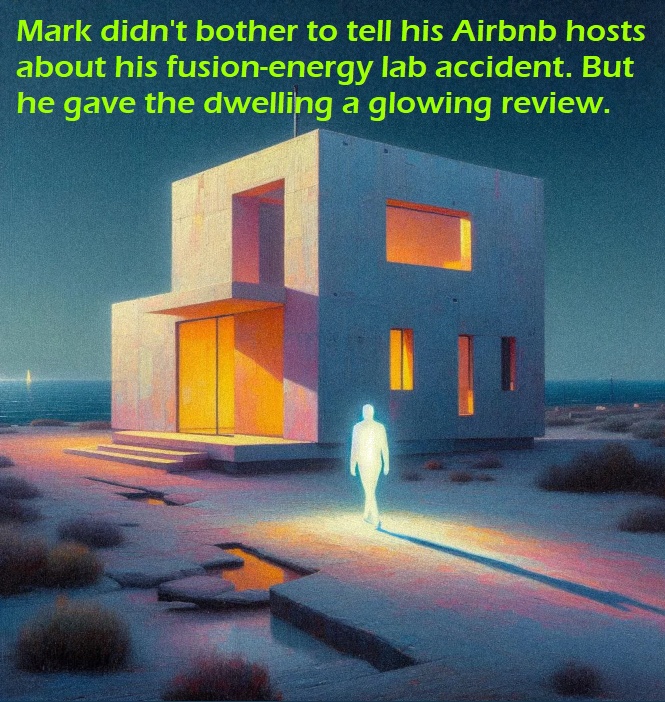 Mark didn't bother to tell his Airbnb hosts
about his fusion-energy lab accident. But
he gave the dwelling a glowing review.